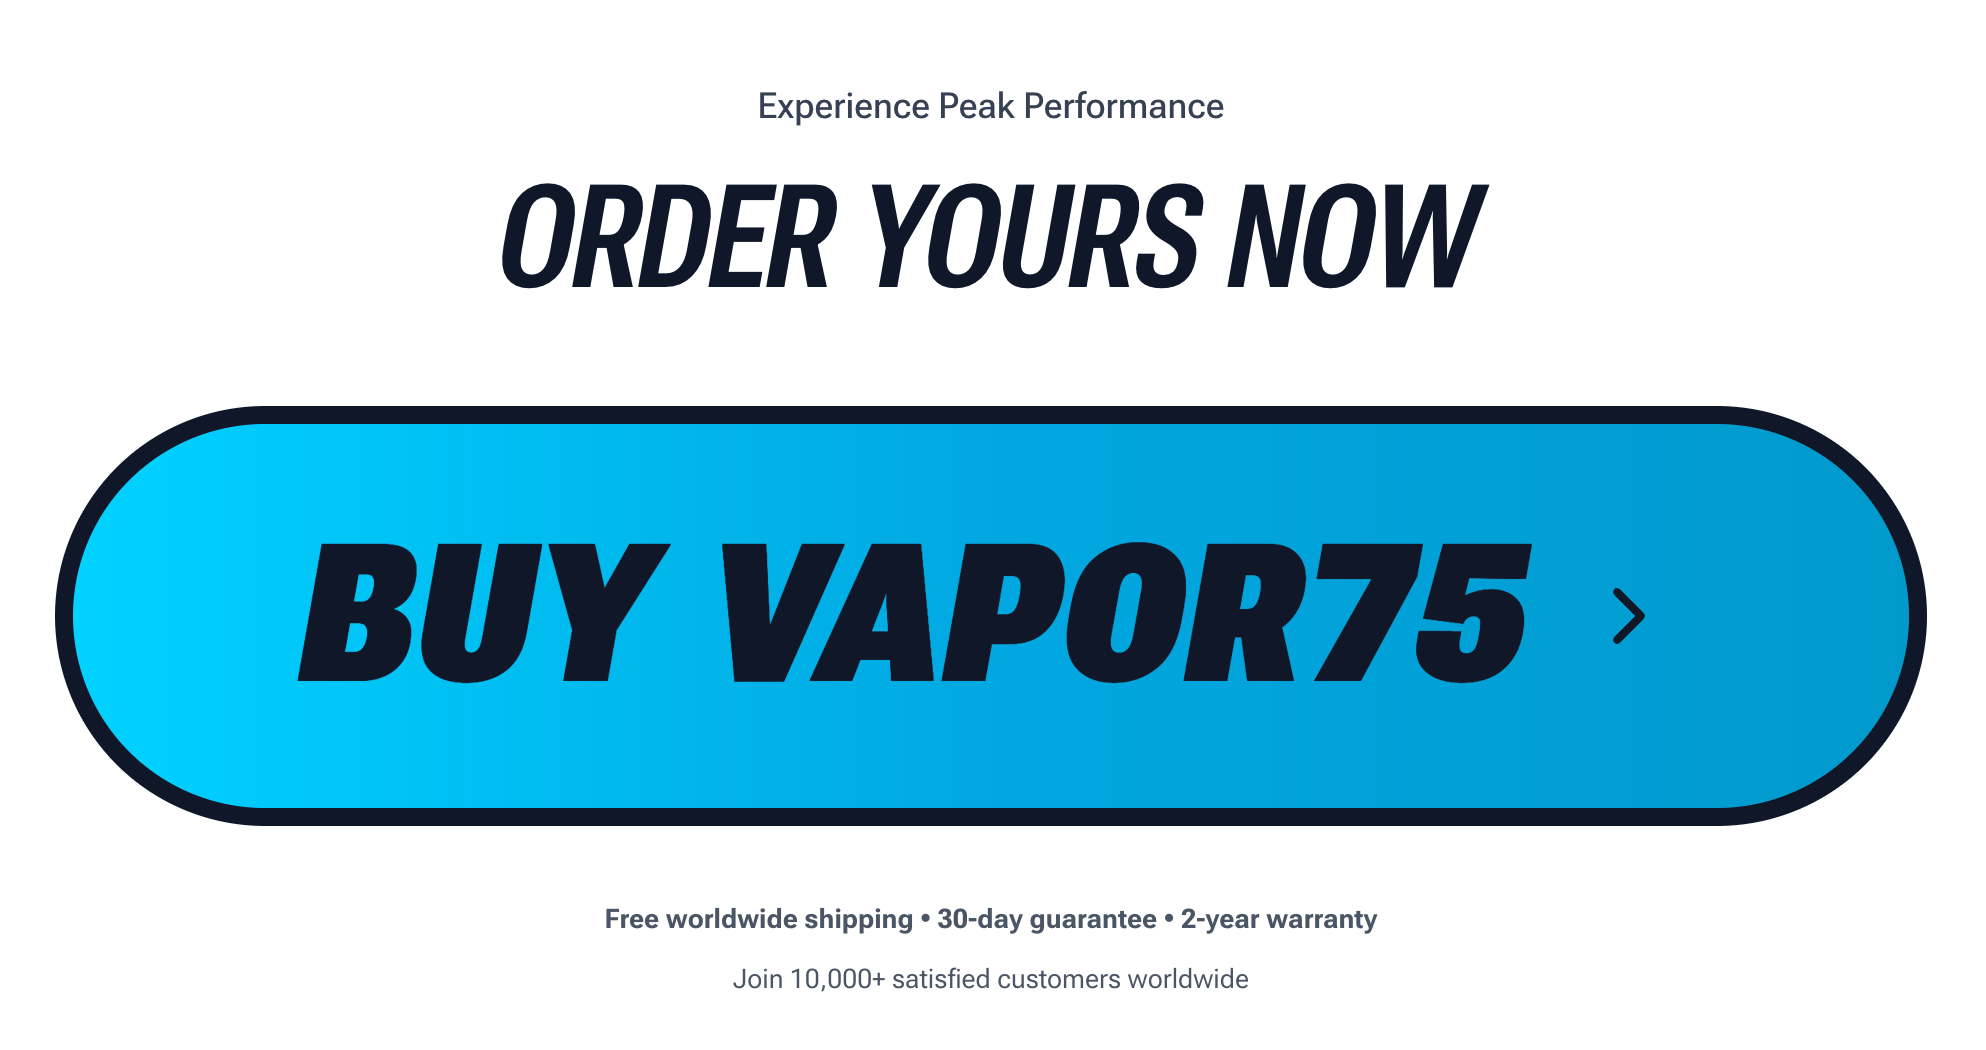 Experience Peak Performance
ORDER YOURS NOW
BUY VAPOR75
Free worldwide shipping • 30-day guarantee • 2-year warranty
Join 10,000+ satisfied customers worldwide